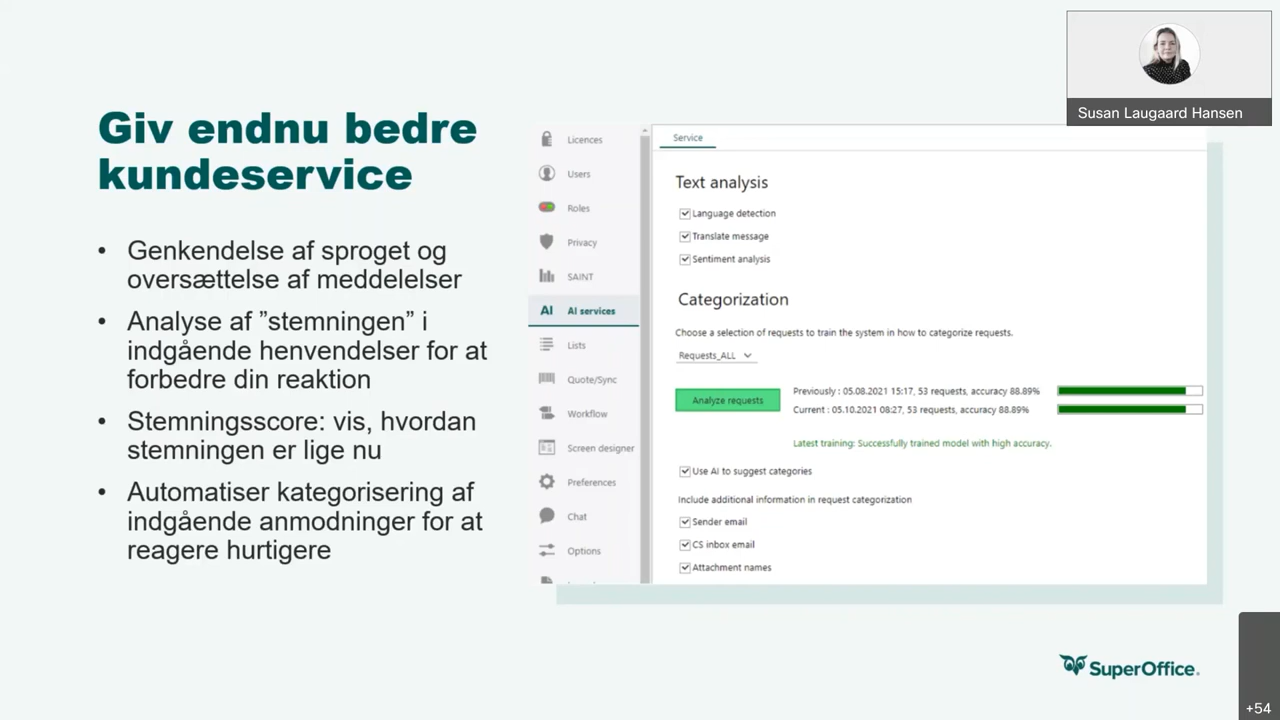 Giv endnu bedre
kundeservice
• Genkendelse af sproget og
oversættelse af meddelelser
• Analyse af ”stemningen” i
indgående henvendelser for at
forbedre din reaktion
• Stemningsscore: vis, hvordan
stemningen er lige nu
• Automatiser kategorisering af
indgående anmodninger for at
reagere hurtigere
Licences
Users
Roles
Privacy
SAINT
AI AI services
Lists
Quote/Sync
Workflow
Screen designer
Preferences
Chat
Options
Service
Text analysis
Language detection
Translate message
Sentiment analysis
Categorization
Choose a selection of requests to train the system in how to categorize requests.
Requests_ALL
Analyze requests
Previously : 05.08.2021 15:17, 53 requests, accuracy 88.89%
Current : 05.10.2021 08:27, 53 requests, accuracy 88.89%
Latest training: Successfully trained model with high accuracy.
Use AI to suggest categories
Include additional information in request categorization
Sender email
CS inbox email
Attachment names
Susan Laugaard Hansen
SuperOffice.
+54